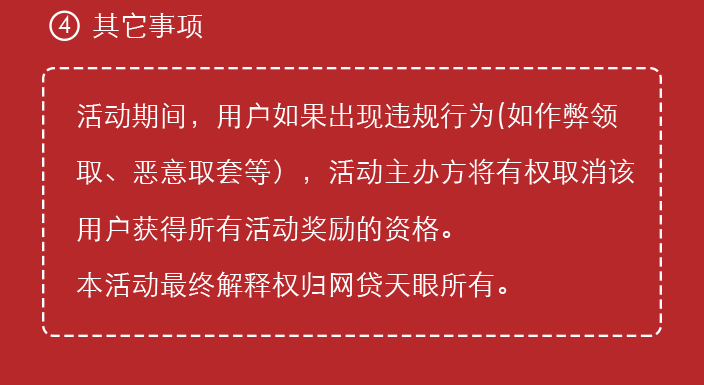 ④ 其它事项
活动期间，用户如果出现违规行为(如作弊领
取、恶意取套等），活动主办方将有权取消该
用户获得所有活动奖励的资格。
本活动最终解释权归网贷天眼所有。